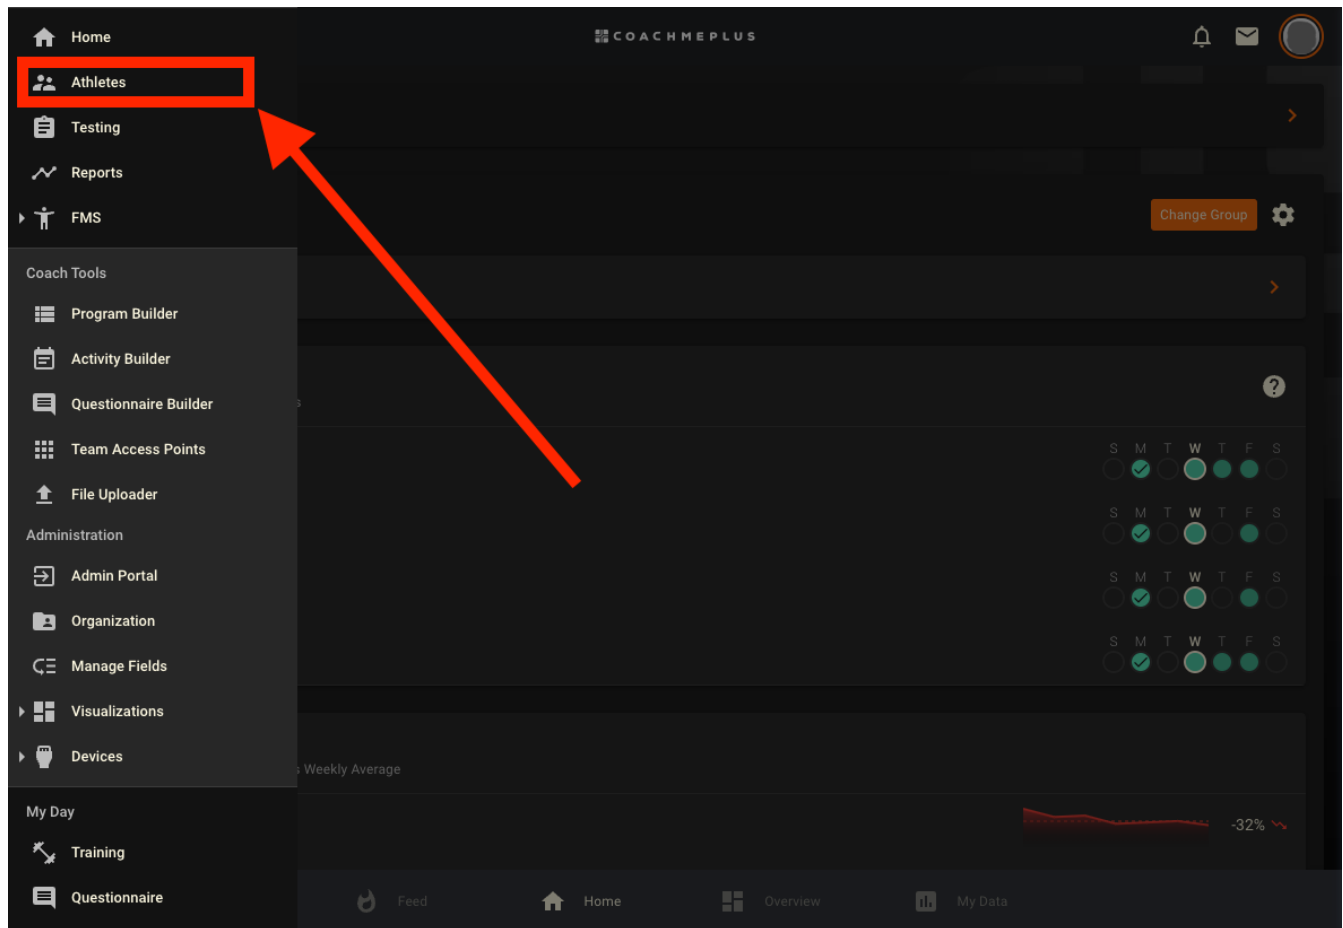 Home
COACHMEPLUS
Athletes
Testing
Reports
FMS
Change Group
Coach Tools
Program Builder
Activity Builder
Questionnaire Builder
s
Team Access Points
S M T W T F S
File Uploader
S M T W T F S
Administration
Admin Portal
S M T W T F S
Organization
S M T W T F S
Manage Fields
Visualizations
Devices
s Weekly Average
My Day
-32%
Training
Questionnaire
Feed
Home
Overview
My Data